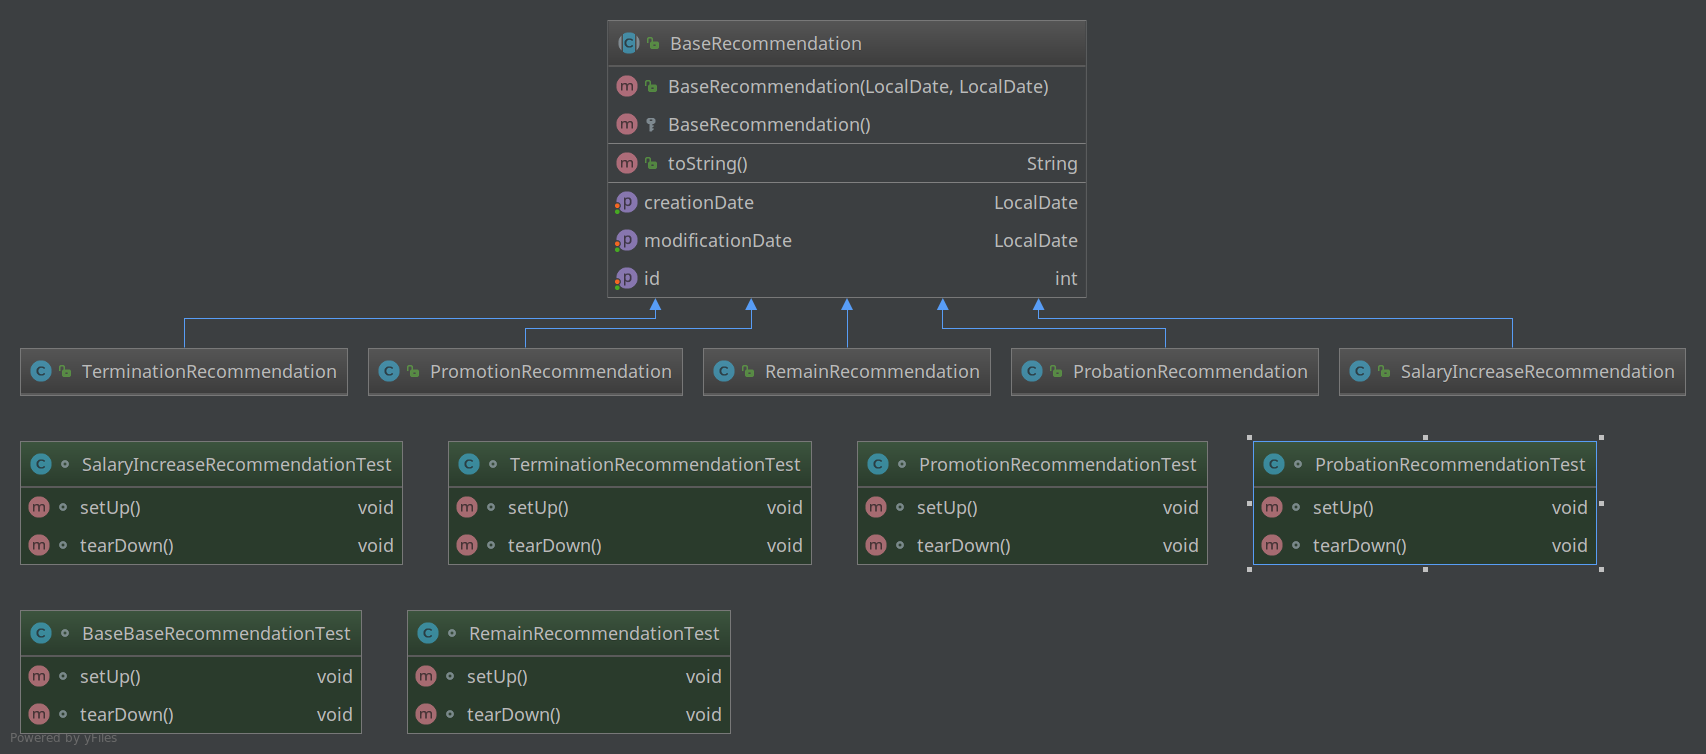 BaseRecommendation
BaseRecommendation(LocalDate, LocalDate)
BaseRecommendation()
toString() String
creationDate LocalDate
modificationDate LocalDate
id int
TerminationRecommendation PromotionRecommendation RemainRecommendation ProbationRecommendation SalaryIncreaseRecommendation
SalaryIncreaseRecommendationTest TerminationRecommendationTest PromotionRecommendationTest ProbationRecommendationTest
setUp() void setUp() void setUp() void setUp() void
tearDown() void tearDown() void tearDown() void tearDown() void
BaseBaseRecommendationTest RemainRecommendationTest
setUp() void setUp() void
tearDown() void tearDown() void
Powered by yFiles